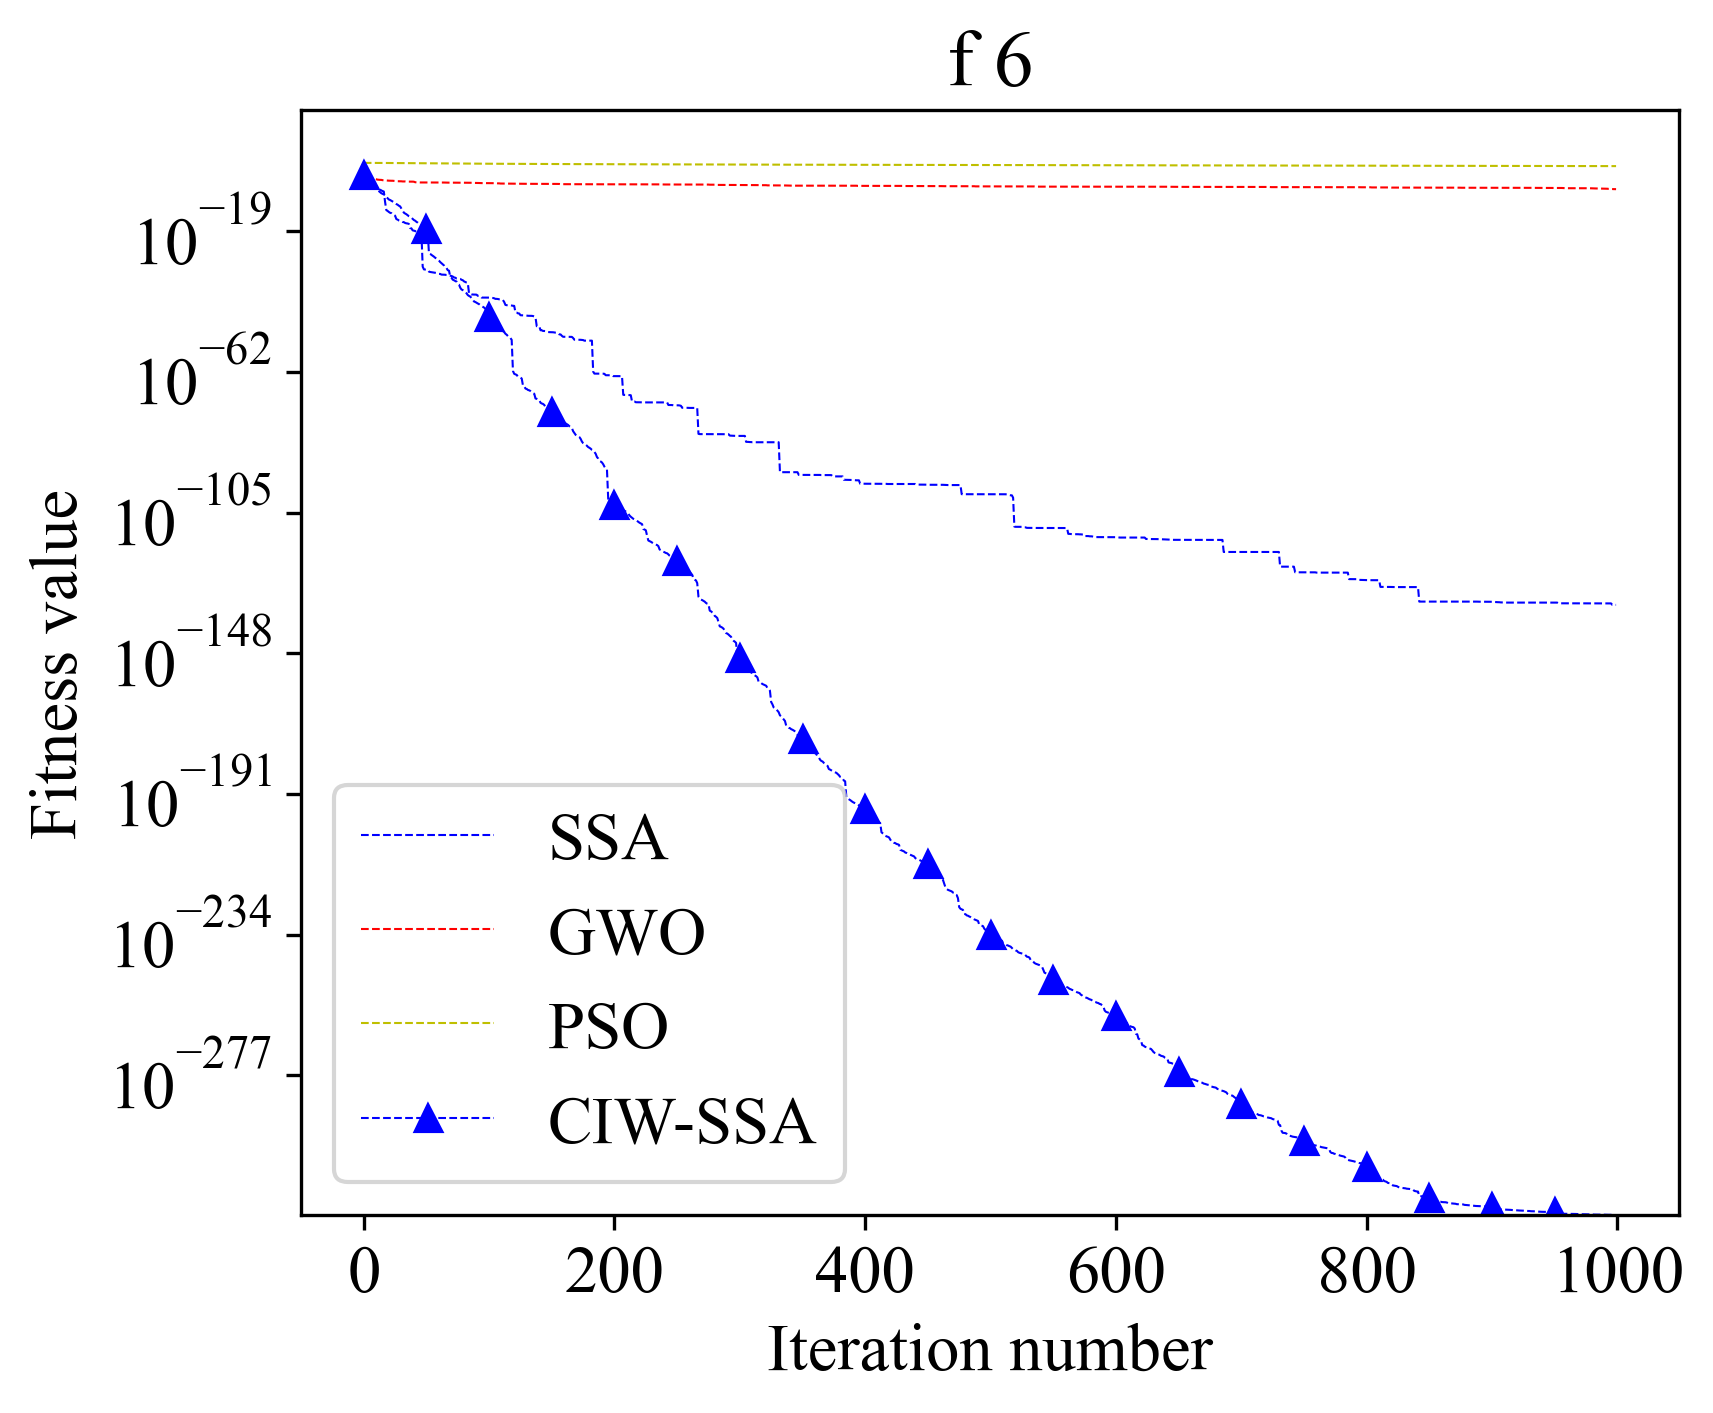 f 6
Fitness value
10^−19
10^−62
10^−105
10^−148
10^−191
10^−234
10^−277
SSA
GWO
PSO
CIW-SSA
0 200 400 600 800 1000
Iteration number